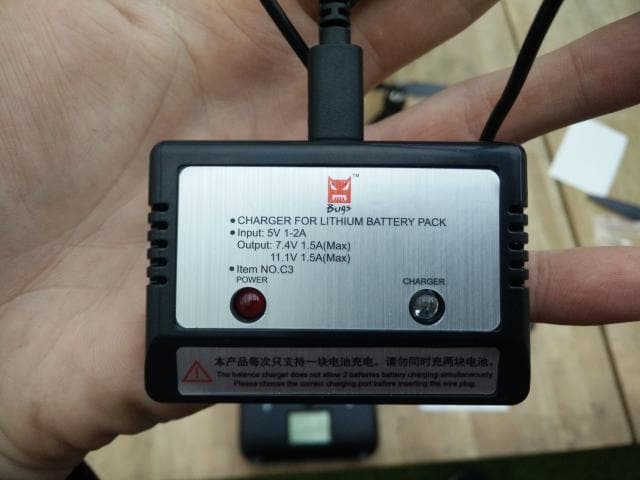 ™
Bugs
• CHARGER FOR LITHIUM BATTERY PACK
• Input: 5V 1-2A
Output: 7.4V 1.5A(Max)
11.1V 1.5A(Max)
• Item NO.C3
POWER
CHARGER
本产品每次只支持一块电池充电。请勿同时充两块电池。
The balance charger does not allow 2 batteries battery charging simultaneously.
Please choose the correct charging port before inserting the wire plug.